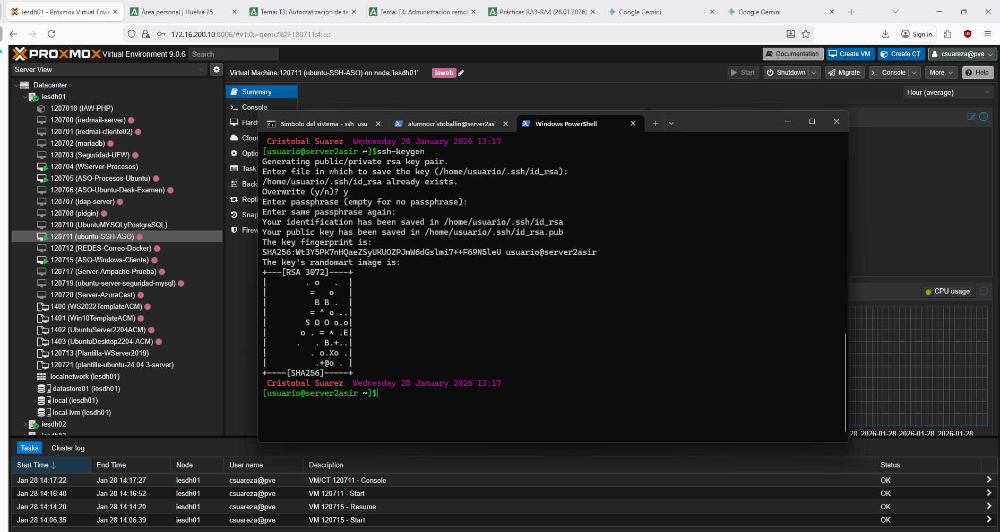 iesdh01 - Proxmox Virtual Enviro
Área personal | Huelva 25
Tema: T3: Automatización de ta
Tema: T4: Administración remot
Prácticas RA3-RA4 (28.01.2026)
Google Gemini
Google Gemini
172.16.200.10:8006/#v1:0:=qemu%2F120711:4:::::::
Sign in
PROXMOX Virtual Environment 9.0.6
Search
Documentation
Create VM
Create CT
csuareza@pve
Server View
Virtual Machine 120711 (ubuntu-SSH-ASO) on node 'iesdh01'
iaweb
Start
Shutdown
Migrate
Console
More
Help
Datacenter
iesdh01
1207018 (IAW-PHP)
120700 (iredmail-server)
120701 (iredmai-cliente02)
120702 (mariadb)
120703 (Seguridad-UFW)
120704 (WServer-Procesos)
120705 (ASO-Procesos-Ubuntu)
120706 (ASO-Ubuntu-Desk-Examen)
120707 (ldap-server)
120708 (pidgin)
120710 (UbuntuMYSQLyPostgreSQL)
120711 (ubuntu-SSH-ASO)
120712 (REDES-Correo-Docker)
120715 (ASO-Windows-Cliente)
120717 (Server-Ampache-Prueba)
120719 (ubuntu-server-seguridad-mysql)
120720 (Server-AzuraCast)
1400 (WS2022TemplateACM)
1401 (Win10TemplateACM)
1402 (UbuntuServer2204ACM)
1403 (UbuntuDesktop2204-ACM)
120713 (Plantilla-WServer2019)
120721 (plantilla-ubuntu-24.04.3-server)
localnetwork (iesdh01)
datastore01 (iesdh01)
local (iesdh01)
local-lvm (iesdh01)
iesdh02
Summary
Console
Hardw
Cloud
Optio
Task
Back
Repli
Snap
Firew
Hour (average)
CPU usage
28 2026-01-28 2026-01-28 2026-01-28
Símbolo del sistema - ssh usu
alumnocristoballin@server2asi
Windows PowerShell
Cristobal Suarez Wednesday 28 January 2026 13:17
[usuario@server2asir ~]$ssh-keygen
Generating public/private rsa key pair.
Enter file in which to save the key (/home/usuario/.ssh/id_rsa):
/home/usuario/.ssh/id_rsa already exists.
Overwrite (y/n)? y
Enter passphrase (empty for no passphrase):
Enter same passphrase again:
Your identification has been saved in /home/usuario/.ssh/id_rsa
Your public key has been saved in /home/usuario/.ssh/id_rsa.pub
The key fingerprint is:
SHA256:Wt3Y5PK7nHQaeZSyUKUOZPJmW6dGslmi7++F69N5leU usuario@server2asir
The key's randomart image is:
+---[RSA 3072]----+
|        . o   .  |
|         =   o   |
|          B B .  |
|         = ^ o ..|
|        S O O o.o|
|       o . = * .E|
|      .   . B.+..|
|         . o.Xo .|
|          .+@o . |
+----[SHA256]-----+
Cristobal Suarez Wednesday 28 January 2026 13:17
[usuario@server2asir ~]$
Tasks
Cluster log
Start Time
End Time
Node
User name
Description
Status
Jan 28 14:17:22 Jan 28 14:17:27 iesdh01 csuareza@pve VM/CT 120711 - Console OK
Jan 28 14:16:48 Jan 28 14:16:52 iesdh01 csuareza@pve VM 120711 - Start OK
Jan 28 14:14:20 Jan 28 14:14:20 iesdh01 csuareza@pve VM 120715 - Resume OK
Jan 28 14:06:35 Jan 28 14:06:39 iesdh01 csuareza@pve VM 120715 - Start OK